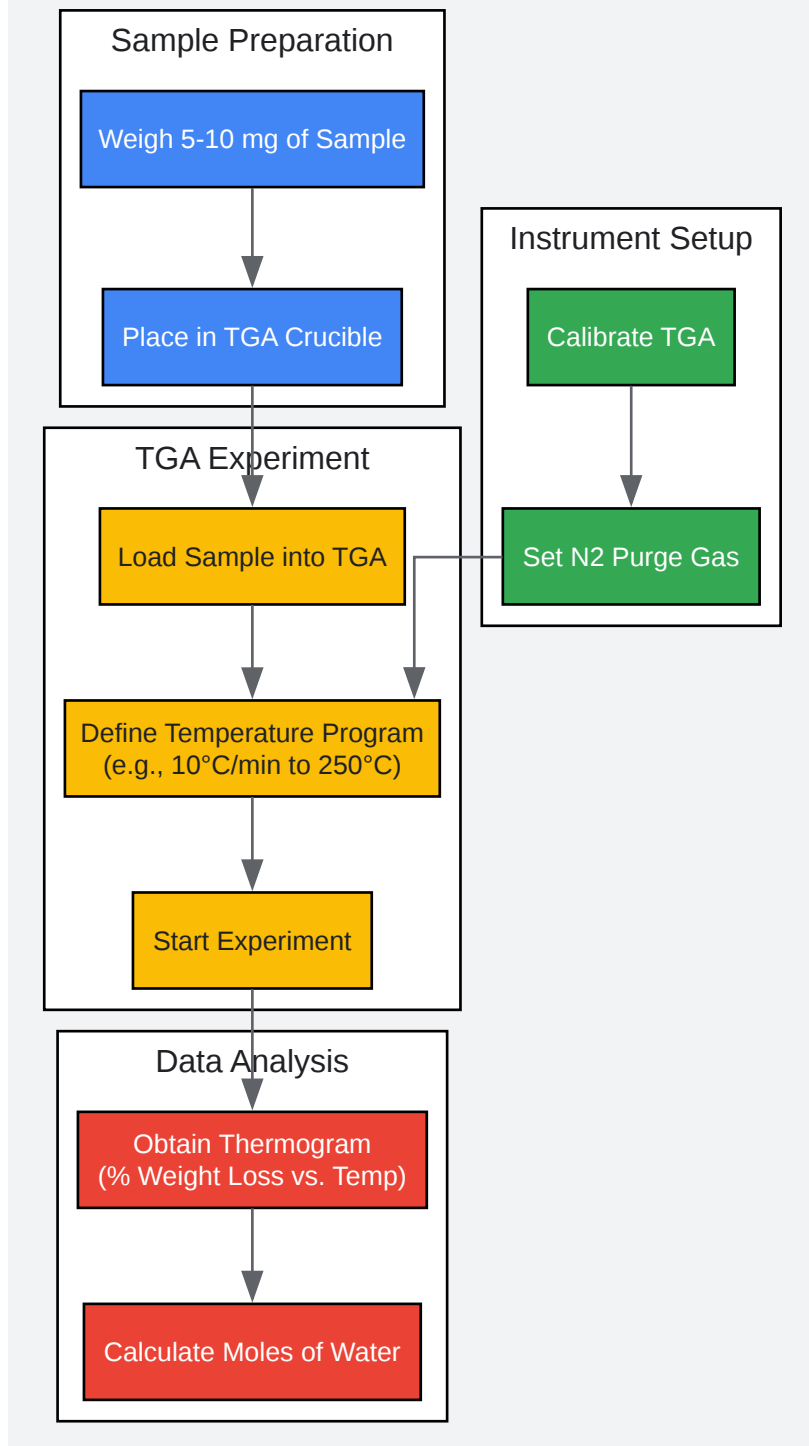 Sample Preparation
Weigh 5-10 mg of Sample
Place in TGA Crucible
Instrument Setup
Calibrate TGA
Set N2 Purge Gas
TGA Experiment
Load Sample into TGA
Define Temperature Program
(e.g., 10°C/min to 250°C)
Start Experiment
Data Analysis
Obtain Thermogram
(% Weight Loss vs. Temp)
Calculate Moles of Water